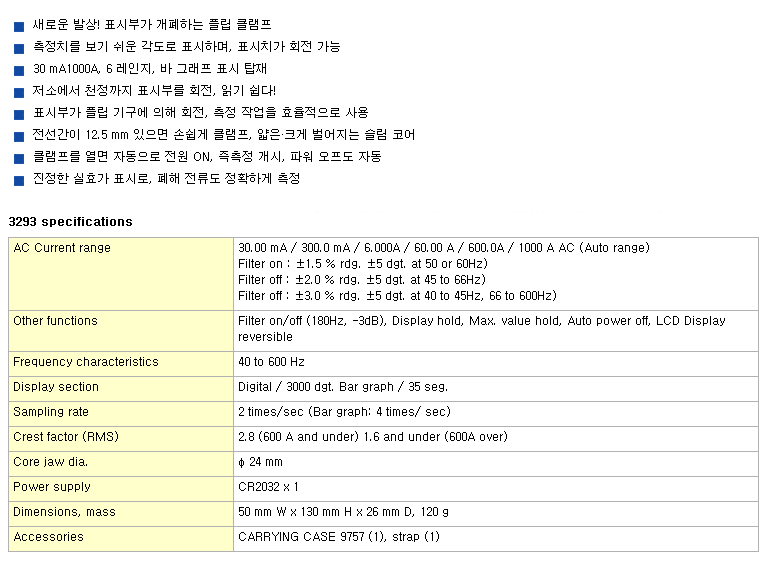 새로운 발상! 표시부가 개폐하는 플립 클램프
측정치를 보기 쉬운 각도로 표시하며, 표시치가 회전 가능
30 mA1000A, 6 레인지, 바 그래프 표시 탑재
저소에서 천정까지 표시부를 회전, 읽기 쉽다!
표시부가 플립 기구에 의해 회전, 측정 작업을 효율적으로 사용
전선간이 12.5 mm 있으면 손쉽게 클램프, 얇은·크게 벌어지는 슬림 코어
클램프를 열면 자동으로 전원 ON, 즉측정 개시, 파워 오프도 자동
진정한 실효가 표시로, 폐해 전류도 정확하게 측정
3293 specifications
AC Current range
30.00 mA / 300.0 mA / 6.000A / 60.00 A / 600.0A / 1000 A AC (Auto range)
Filter on : ±1.5 % rdg. ±5 dgt. at 50 or 60Hz)
Filter off : ±2.0 % rdg. ±5 dgt. at 45 to 66Hz)
Filter off : ±3.0 % rdg. ±5 dgt. at 40 to 45Hz, 66 to 600Hz)
Other functions
Filter on/off (180Hz, -3dB), Display hold, Max. value hold, Auto power off, LCD Display
reversible
Frequency characteristics
40 to 600 Hz
Display section
Digital / 3000 dgt. Bar graph / 35 seg.
Sampling rate
2 times/sec (Bar graph: 4 times/ sec)
Crest factor (RMS)
2.8 (600 A and under) 1.6 and under (600A over)
Core jaw dia.
φ 24 mm
Power supply
CR2032 x 1
Dimensions, mass
50 mm W x 130 mm H x 26 mm D, 120 g
Accessories
CARRYING CASE 9757 (1), strap (1)